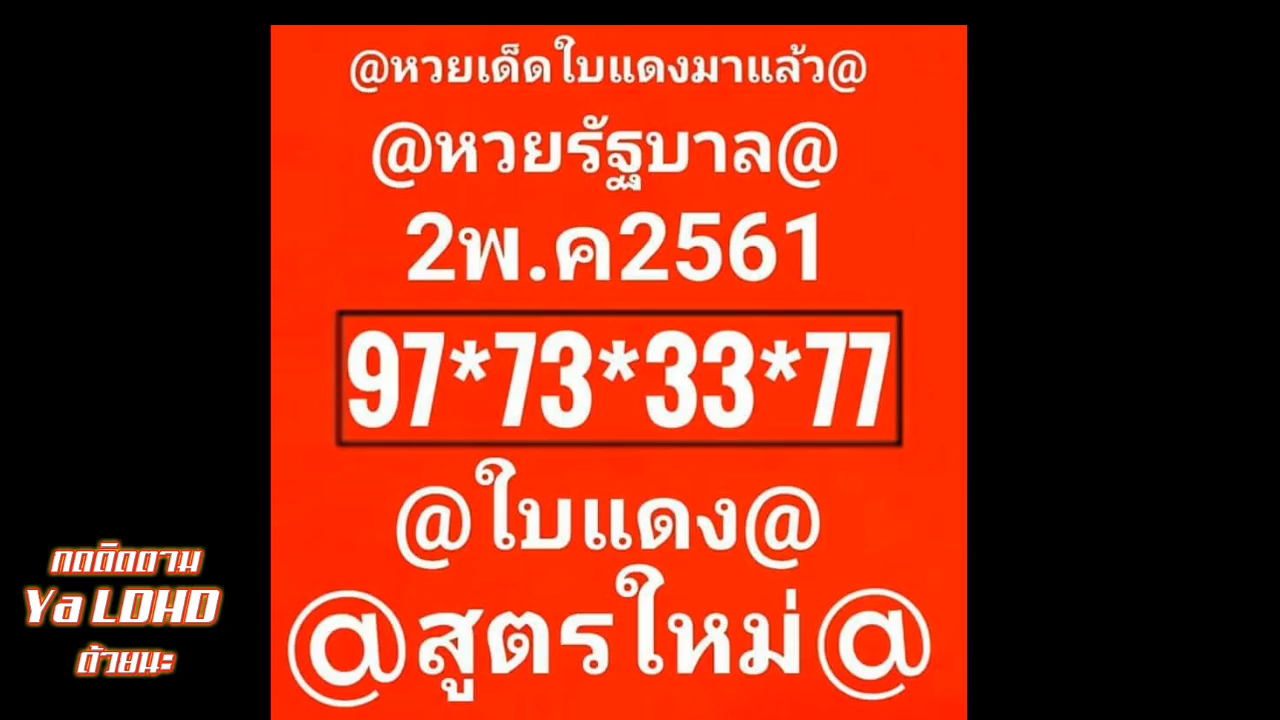 @หวยเด็ดใบแดงมาแล้ว@
@หวยรัฐบาล@
2พ.ค2561
97*73*33*77
@ใบแดง@
@สูตรใหม่@
กดติดตาม
Ya LOHO
ด้วยนะ